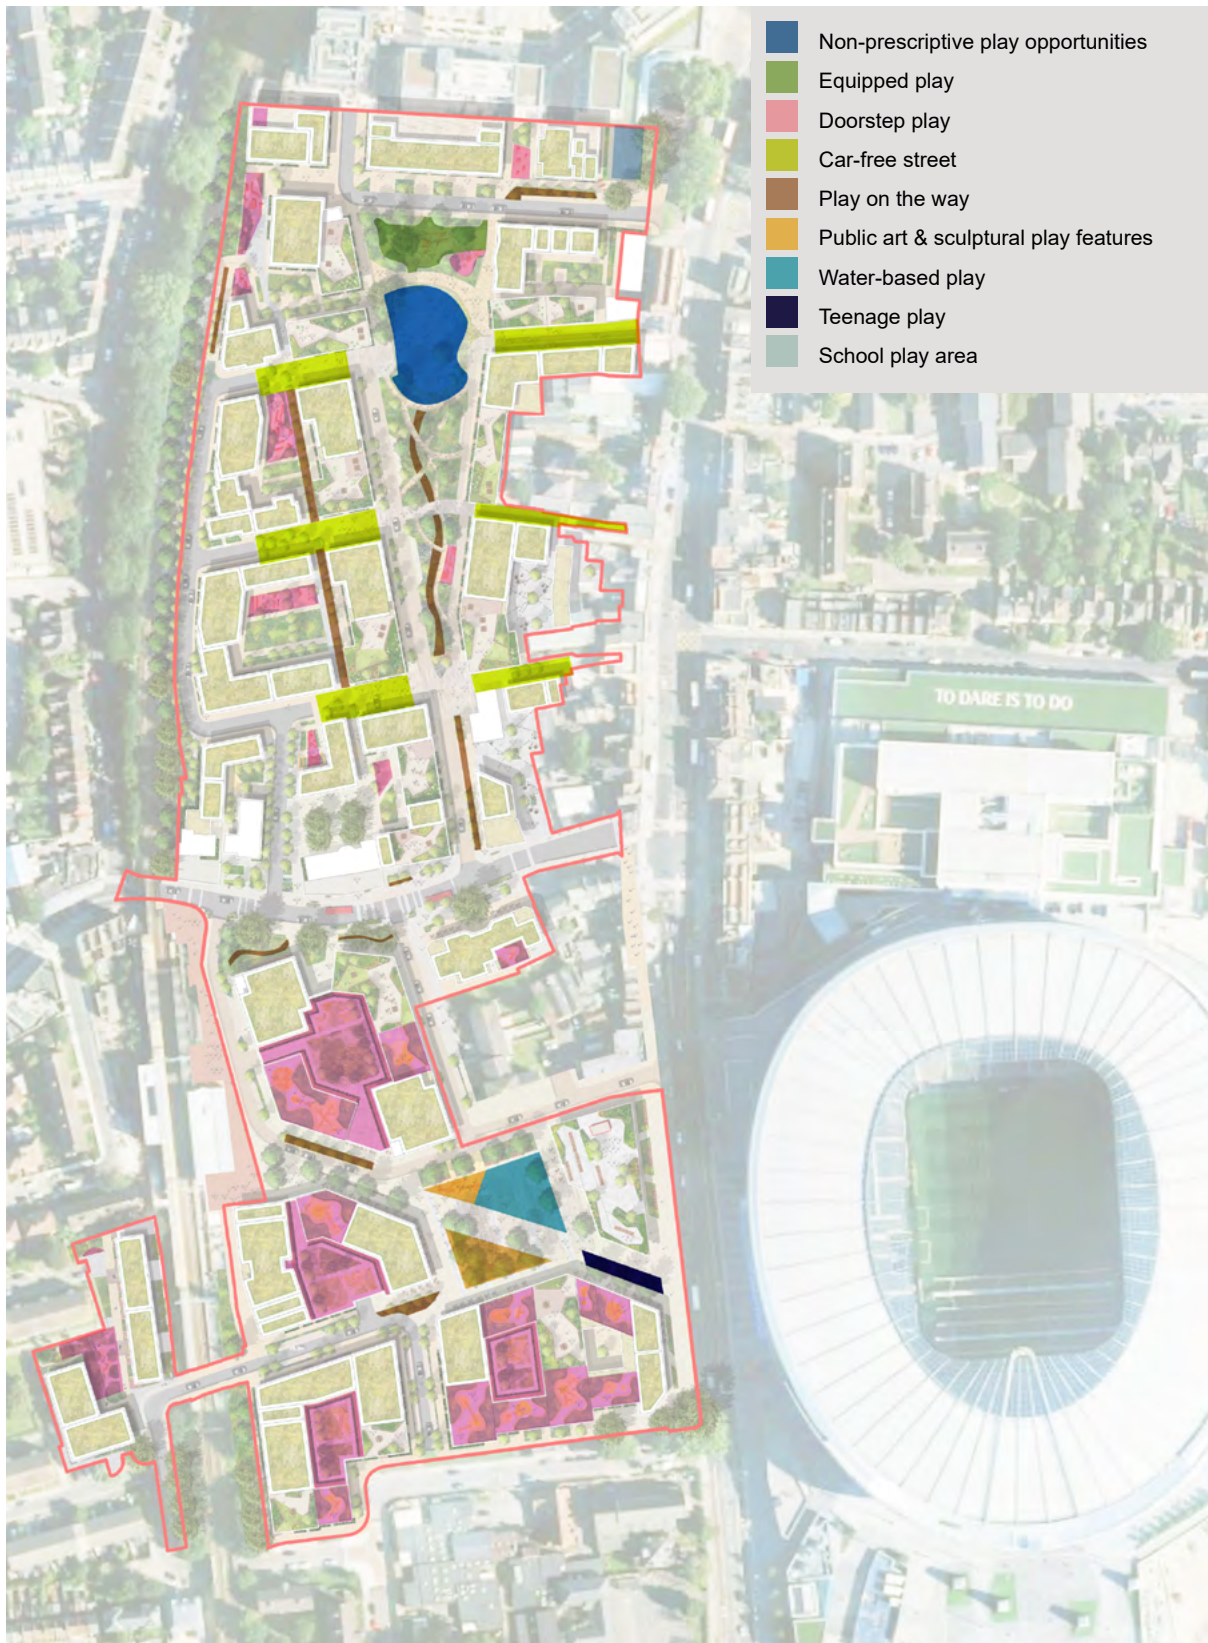 Non-prescriptive play opportunities
Equipped play
Doorstep play
Car-free street
Play on the way
Public art & sculptural play features
Water-based play
Teenage play
School play area
TO DARE IS TO DO